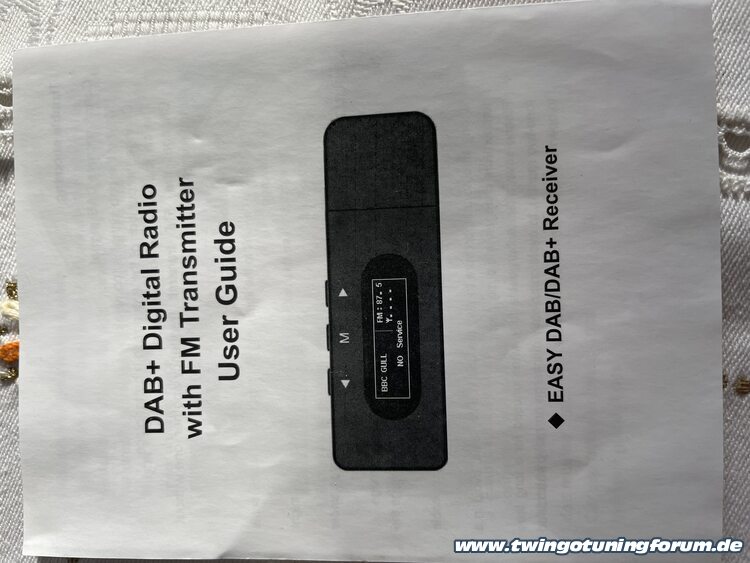 DAB+ Digital Radio
with FM Transmitter
User Guide
M
BBC GULL FM: 87.5
NO Service
◆ EASY DAB/DAB+ Receiver
www.twingotuningforum.de